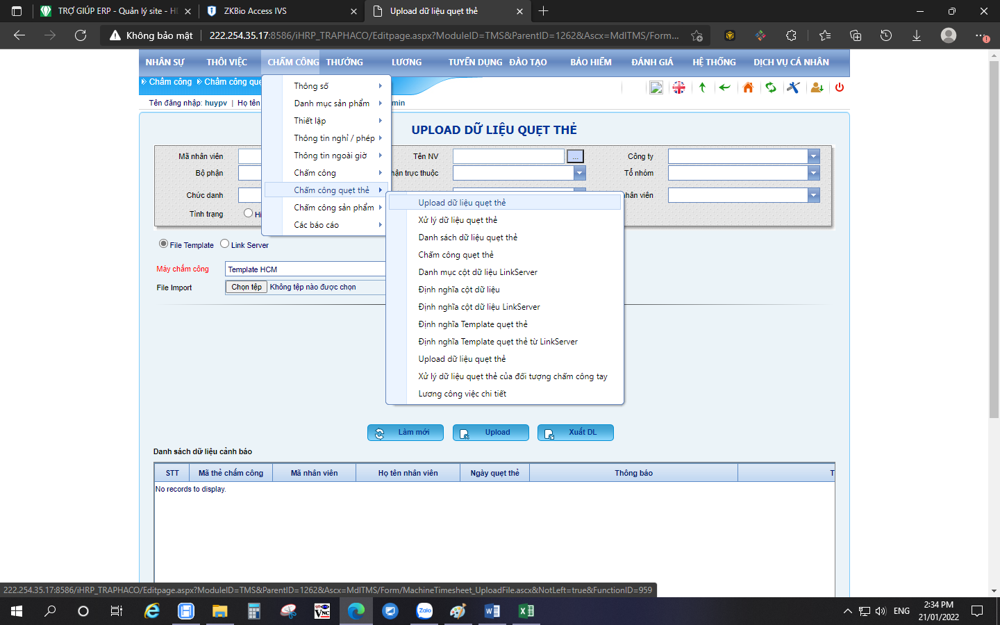 TRỢ GIÚP ERP - Quản lý site - H
ZKBio Access IVS
Upload dữ liệu quẹt thẻ
Không bảo mật
222.254.35.17:8586/iHRP_TRAPHACO/Editpage.aspx?ModuleID=TMS&ParentID=1262&Ascx=MdlTMS/Form...
NHÂN SỰ THÔI VIỆC CHẤM CÔNG THƯỞNG LƯƠNG TUYỂN DỤNG ĐÀO TẠO BẢO HIỂM ĐÁNH GIÁ HỆ THỐNG DỊCH VỤ CÁ NHÂN
Chấm công Chấm công que
Tên đăng nhập: huypv | Họ tên
min
Thông số
Danh mục sản phẩm
Thiết lập
Thông tin nghỉ / phép
Thông tin ngoài giờ
Chấm công
Chấm công quẹt thẻ
Chấm công sản phẩm
Các báo cáo
UPLOAD DỮ LIỆU QUẸT THẺ
Mã nhân viên
Tên NV
...
Công ty
Bộ phận
hận trực thuộc
Tổ nhóm
Chức danh
hân viên
Tình trạng
Hi
Upload dữ liệu quẹt thẻ
Xử lý dữ liệu quẹt thẻ
Danh sách dữ liệu quẹt thẻ
Chấm công quẹt thẻ
Danh mục cột dữ liệu LinkServer
Định nghĩa cột dữ liệu
Định nghĩa cột dữ liệu LinkServer
Định nghĩa Template quẹt thẻ
Định nghĩa Template quẹt thẻ từ LinkServer
Upload dữ liệu quẹt thẻ
Xử lý dữ liệu quẹt thẻ của đối tượng chấm công tay
Lương công việc chi tiết
File Template Link Server
Máy chấm công
Template HCM
File Import
Chọn tệp Không tệp nào được chọn
Làm mới Upload Xuất DL
Danh sách dữ liệu cảnh báo
STT Mã thẻ chấm công Mã nhân viên Họ tên nhân viên Ngày quẹt thẻ Thông báo T
No records to display.
222.254.35.17:8586/iHRP_TRAPHACO/Editpage.aspx?ModuleID=TMS&ParentID=1262&Ascx=MdlTMS/Form/MachineTimesheet_UploadFile.ascx&NotLeft=true&FunctionID=959
VNC
Zalo
ENG
2:34 PM
21/01/2022